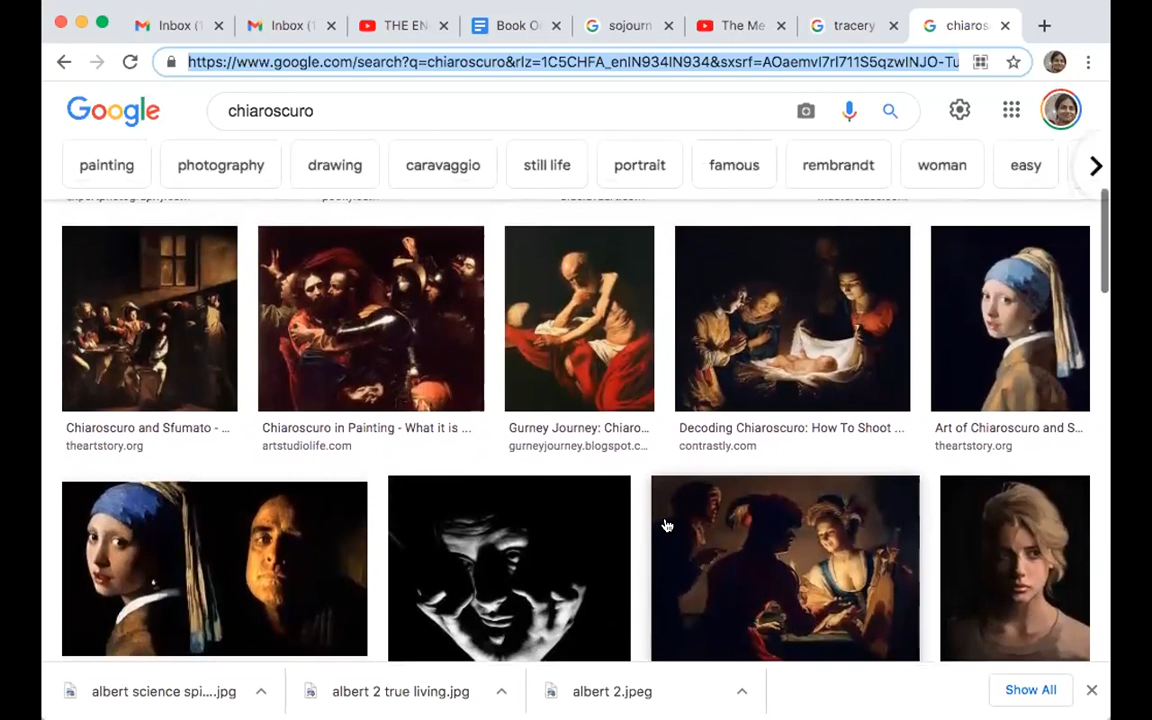 Inbox (1
Inbox (1
THE EN
Book O
sojourn
The Me
tracery
chiaros
https://www.google.com/search?q=chiaroscuro&rlz=1C5CHFA_enIN934IN934&sxsrf=AOaemvI7rI711S5qzwINJO-Tu
Google
chiaroscuro
painting
photography
drawing
caravaggio
still life
portrait
famous
rembrandt
woman
easy
Chiaroscuro and Sfumato - ...
theartstory.org
Chiaroscuro in Painting - What it is ...
artstudiolife.com
Gurney Journey: Chiaro...
gurneyjourney.blogspot.c...
Decoding Chiaroscuro: How To Shoot ...
contrastly.com
Art of Chiaroscuro and S...
theartstory.org
albert science spi....jpg
albert 2 true living.jpg
albert 2.jpeg
Show All